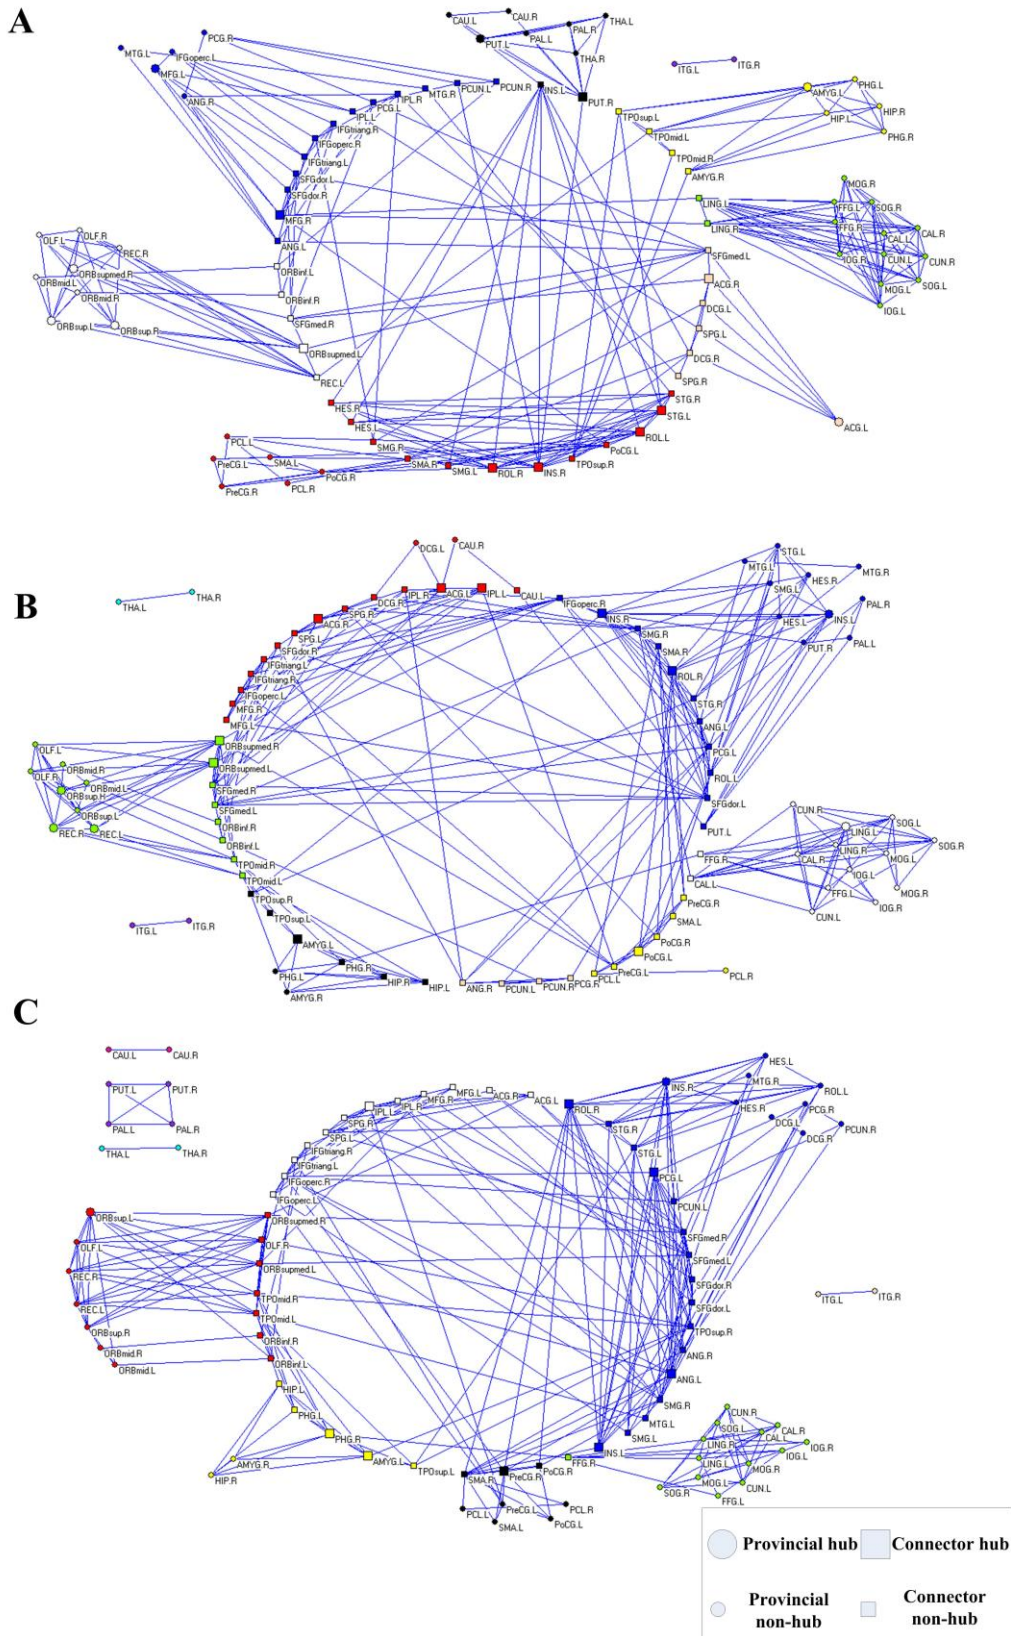 A
CAU.L
CAU.R
PUT.L
PAL.L
PAL.R
THA.L
THA.R
PUT.R
INS.L
ITG.L
ITG.R
PCG.R
MTG.L
IFGoperc.L
MFG.L
ANG.R
PCUN.R
PCUN.L
MTG.R
IPL.R
PCG.L
IPL.L
IFGtriang.R
IFGoperc.R
IFGtriang.L
SFGdor.L
SFGdor.R
MFG.R
ANG.L
TPOsup.L
TPOmid.L
TPOmid.R
AMYG.R
AMYG.L
PHG.L
HIP.R
HIP.L
PHG.R
LING.L
LING.R
MOG.R
FFG.L
SOG.R
FFG.R
CAL.L
CAL.R
IOG.R
CUN.L
CUN.R
MOG.L
SOG.L
IOG.L
OLF.L
OLF.R
REC.R
ORBsupmed.R
ORBmid.L
ORBmid.R
ORBsup.L
ORBsup.R
ORBinf.L
ORBinf.R
SFGmed.R
ORBsupmed.L
REC.L
SFGmed.L
ACG.R
DCG.L
SPG.L
DCG.R
SPG.R
ACG.L
HES.R
HES.L
SMG.R
SMA.R
SMG.L
ROL.R
INS.R
TPOsup.R
PoCG.L
ROL.L
STG.L
STG.R
PCL.L
PreCG.L
SMA.L
PoCG.R
PreCG.R
PCL.R
B
THA.L
THA.R
DCG.L
CAU.R
CAU.L
IPL.L
ACG.L
IPL.R
DCG.R
SPG.R
ACG.R
SPG.L
SFGdor.R
IFGtriang.L
IFGtriang.R
IFGoperc.L
MFG.R
MFG.L
IFGoperc.R
INS.R
SMG.R
SMA.R
ROL.R
STG.R
ANG.L
PCG.L
ROL.L
SFGdor.L
PUT.L
STG.L
MTG.L
MTG.R
HES.R
SMG.L
HES.L
INS.L
PAL.R
PUT.R
PAL.L
ORBsupmed.R
ORBsupmed.L
SFGmed.R
SFGmed.L
ORBinf.R
ORBinf.L
TPOmid.R
TPOmid.L
OLF.L
OLF.R
ORBmid.R
ORBmid.L
ORBsup.R
ORBsup.L
REC.R
REC.L
TPOsup.R
TPOsup.L
AMYG.L
PHG.R
HIP.R
HIP.L
PHG.L
AMYG.R
ITG.L
ITG.R
FFG.R
CAL.L
CUN.R
LING.L
SOG.L
SOG.R
LING.R
CAL.R
MOG.L
IOG.L
FFG.L
MOG.R
IOG.R
CUN.L
PreCG.R
SMA.L
PoCG.R
PoCG.L
PreCG.L
PCL.L
PCL.R
PCG.R
PCUN.R
PCUN.L
ANG.R
C
CAU.L
CAU.R
PUT.L
PUT.R
PAL.L
PAL.R
THA.L
THA.R
ACG.L
ACG.R
MFG.L
MFG.R
IPL.R
IPL.L
SPG.R
SPG.L
IFGtriang.R
IFGtriang.L
IFGoperc.R
IFGoperc.L
ROL.R
INS.R
STG.R
STG.L
PCG.L
PCUN.L
SFGmed.R
SFGmed.L
SFGdor.R
SFGdor.L
TPOsup.R
ANG.R
ANG.L
SMG.R
MTG.L
SMG.L
INS.L
HES.L
MTG.R
ROL.L
HES.R
PCG.R
DCG.L
DCG.R
PCUN.R
ORBsup.L
OLF.L
REC.R
REC.L
ORBsup.R
ORBmid.R
ORBmid.L
ORBsupmed.R
OLF.R
ORBsupmed.L
TPOmid.R
TPOmid.L
ORBinf.R
ORBinf.L
HIP.L
PHG.L
PHG.R
AMYG.L
TPOsup.L
AMYG.R
HIP.R
ITG.L
ITG.R
SMA.R
PreCG.R
PoCG.R
PCL.L
PreCG.L
PCL.R
SMA.L
PoCG.L
FFG.R
CUN.R
SOG.L
CAL.R
CAL.L
LING.R
IOG.R
IOG.L
LING.L
MOG.R
MOG.L
CUN.L
SOG.R
FFG.L
Provincial hub
Connector hub
Provincial
non-hub
Connector
non-hub